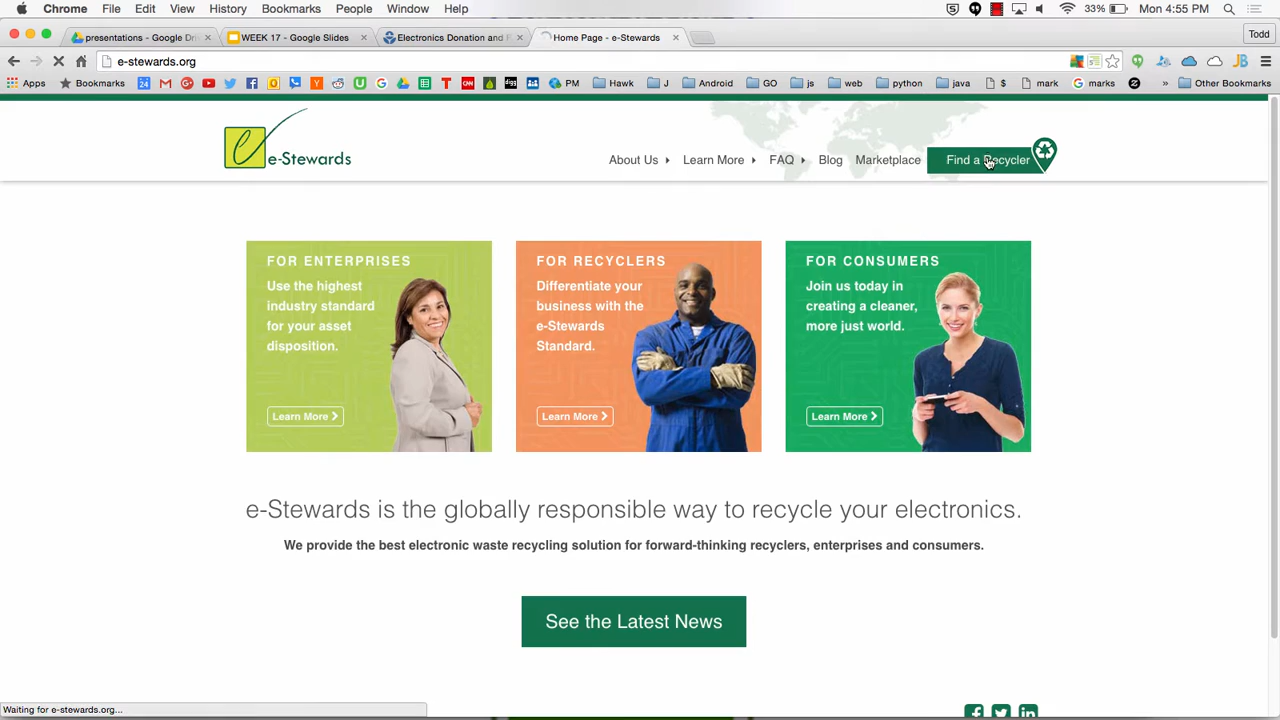 Chrome File Edit View History Bookmarks People Window Help 33% Mon 4:55 PM
presentations - Google Dri WEEK 17 - Google Slides Electronics Donation and R Home Page - e-Stewards Todd
e-stewards.org
Apps Bookmarks Gmarks PM Hawk J Android GO js web python java $ mark marks » Other Bookmarks
e-Stewards
About Us Learn More FAQ Blog Marketplace Find a Recycler
FOR ENTERPRISES
Use the highest
industry standard
for your asset
disposition.
Learn More
FOR RECYCLERS
Differentiate your
business with the
e-Stewards
Standard.
Learn More
FOR CONSUMERS
Join us today in
creating a cleaner,
more just world.
Learn More
e-Stewards is the globally responsible way to recycle your electronics.
We provide the best electronic waste recycling solution for forward-thinking recyclers, enterprises and consumers.
See the Latest News
Waiting for e-stewards.org...